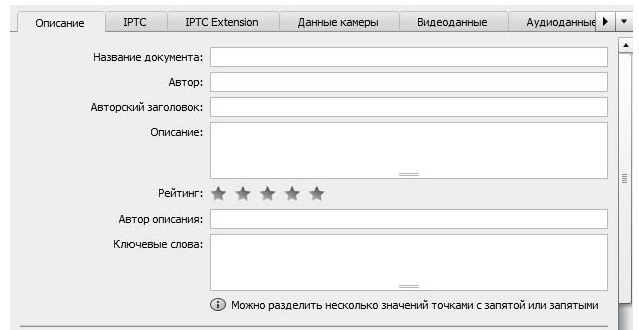 Описание IPTC IPTC Extension Данные камеры Видеоданные Аудиоданные
Название документа:
Автор:
Авторский заголовок:
Описание:
Рейтинг:
Автор описания:
Ключевые слова:
Можно разделить несколько значений точками с запятой или запятыми